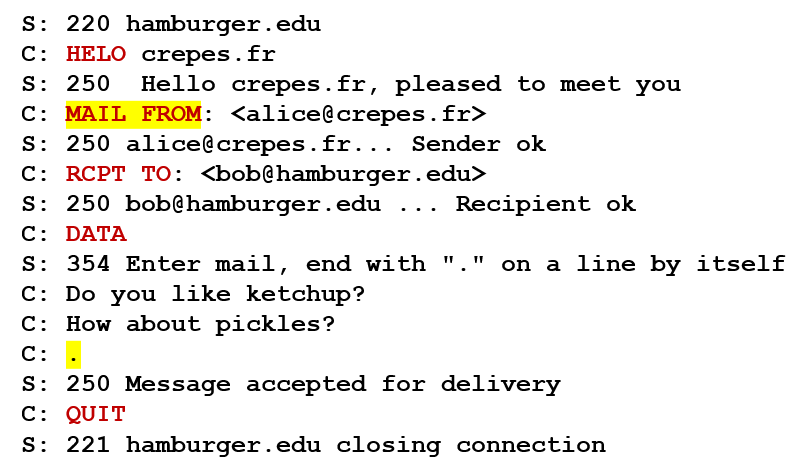 S: 220 hamburger.edu
C: HELO crepes.fr
S: 250  Hello crepes.fr, pleased to meet you
C: MAIL FROM: <alice@crepes.fr>
S: 250 alice@crepes.fr... Sender ok
C: RCPT TO: <bob@hamburger.edu>
S: 250 bob@hamburger.edu ... Recipient ok
C: DATA
S: 354 Enter mail, end with "." on a line by itself
C: Do you like ketchup?
C: How about pickles?
C: .
S: 250 Message accepted for delivery
C: QUIT
S: 221 hamburger.edu closing connection